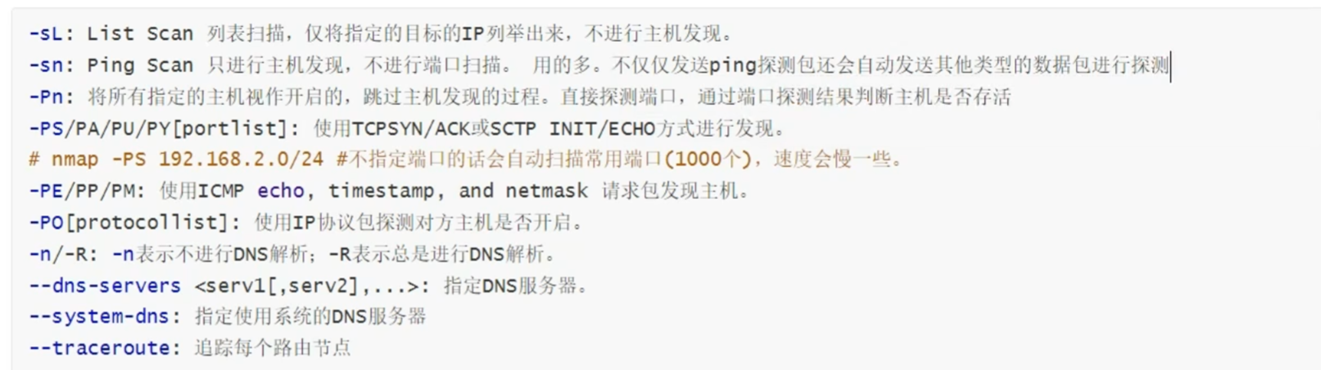 -sL: List Scan 列表扫描，仅将指定的目标的IP列举出来，不进行主机发现。
-sn: Ping Scan 只进行主机发现，不进行端口扫描。 用的多。不仅仅发送ping探测包还会自动发送其他类型的数据包进行探测
-Pn: 将所有指定的主机视作开启的，跳过主机发现的过程。直接探测端口，通过端口探测结果判断主机是否存活
-PS/PA/PU/PY[portlist]: 使用TCPSYN/ACK或SCTP INIT/ECHO方式进行发现。
# nmap -PS 192.168.2.0/24 #不指定端口的话会自动扫描常用端口(1000个)，速度会慢一些。
-PE/PP/PM: 使用ICMP echo, timestamp, and netmask 请求包发现主机。
-PO[protocollist]: 使用IP协议包探测对方主机是否开启。
-n/-R: -n表示不进行DNS解析；-R表示总是进行DNS解析。
--dns-servers <serv1[,serv2],...>: 指定DNS服务器。
--system-dns: 指定使用系统的DNS服务器
--traceroute: 追踪每个路由节点